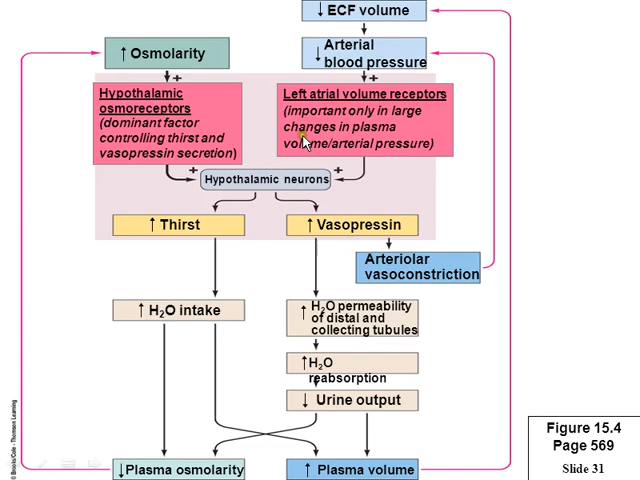 ↓ ECF volume
↑ Osmolarity
↓ Arterial
blood pressure
+
+
Hypothalamic
osmoreceptors
(dominant factor
controlling thirst and
vasopressin secretion)
Left atrial volume receptors
(important only in large
changes in plasma
volume/arterial pressure)
+
+
Hypothalamic neurons
↑ Thirst
↑ Vasopressin
Arteriolar
vasoconstriction
↑ H₂O intake
↑ H₂O permeability
of distal and
collecting tubules
↑ H₂O
reabsorption
↓ Urine output
↓ Plasma osmolarity
↑ Plasma volume
© Brooks/Cole - Thomson Learning
Figure 15.4
Page 569
Slide 31